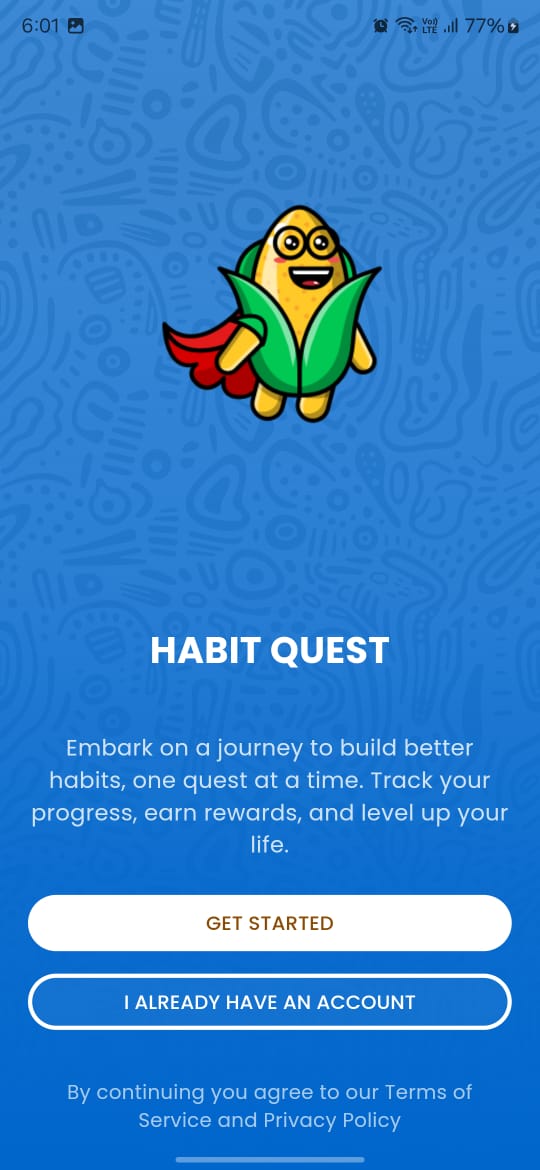 6:01
Vo))
LTE
77%
HABIT QUEST
Embark on a journey to build better
habits, one quest at a time. Track your
progress, earn rewards, and level up your
life.
GET STARTED
I ALREADY HAVE AN ACCOUNT
By continuing you agree to our Terms of
Service and Privacy Policy